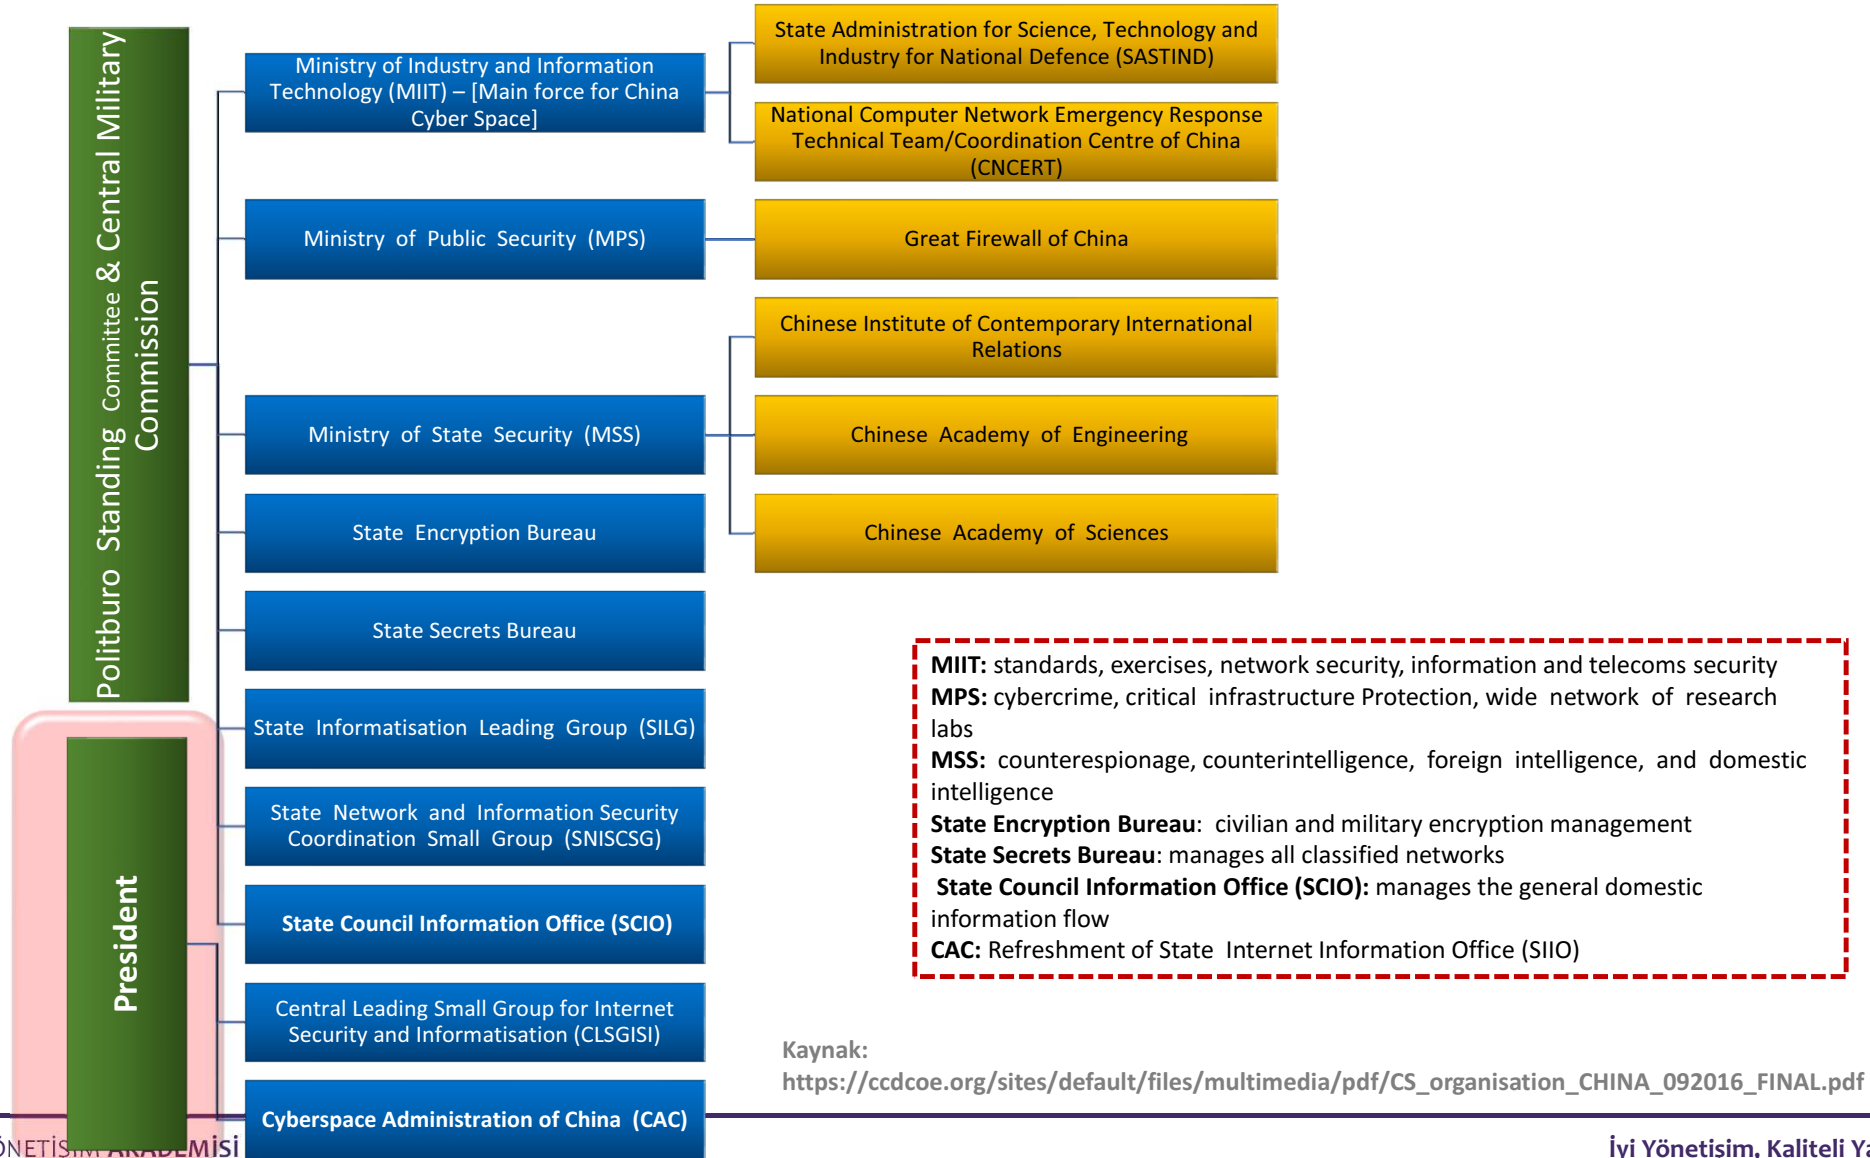 Politburo Standing Committee & Central Military
Commission
President
Ministry of Industry and Information
Technology (MIIT) – [Main force for China
Cyber Space]
Ministry of Public Security (MPS)
Ministry of State Security (MSS)
State Encryption Bureau
State Secrets Bureau
State Informatisation Leading Group (SILG)
State Network and Information Security
Coordination Small Group (SNISCSG)
State Council Information Office (SCIO)
Central Leading Small Group for Internet
Security and Informatisation (CLSGISI)
Cyberspace Administration of China (CAC)
State Administration for Science, Technology and
Industry for National Defence (SASTIND)
National Computer Network Emergency Response
Technical Team/Coordination Centre of China
(CNCERT)
Great Firewall of China
Chinese Institute of Contemporary International
Relations
Chinese Academy of Engineering
Chinese Academy of Sciences
MIIT: standards, exercises, network security, information and telecoms security
MPS: cybercrime, critical infrastructure Protection, wide network of research
labs
MSS: counterespionage, counterintelligence, foreign intelligence, and domestic
intelligence
State Encryption Bureau: civilian and military encryption management
State Secrets Bureau: manages all classified networks
State Council Information Office (SCIO): manages the general domestic
information flow
CAC: Refreshment of State Internet Information Office (SIIO)
Kaynak:
https://ccdcoe.org/sites/default/files/multimedia/pdf/CS_organisation_CHINA_092016_FINAL.pdf
AKADEMİSİ
İyi Yönetişim, Kaliteli